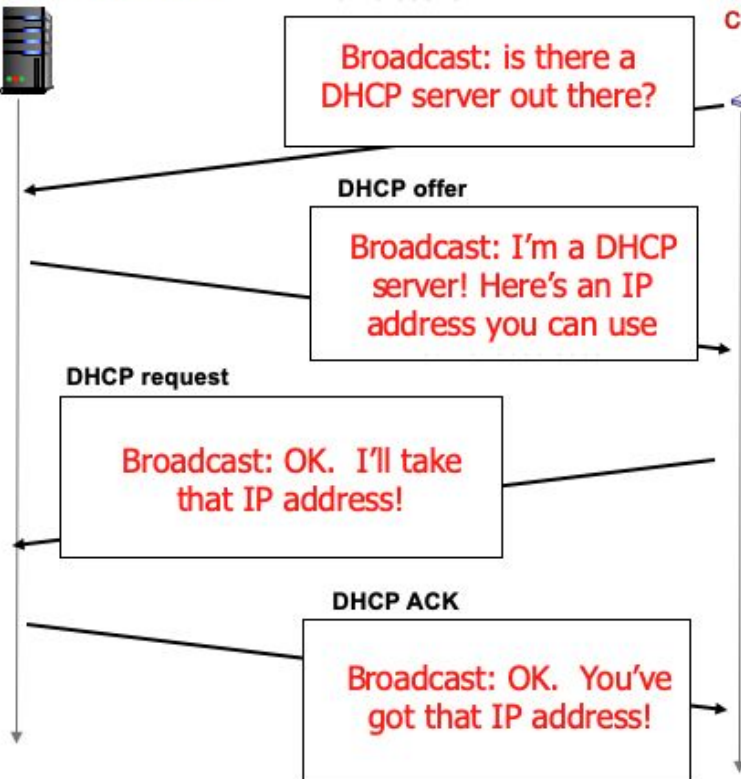 C
Broadcast: is there a
DHCP server out there?
DHCP offer
Broadcast: I'm a DHCP
server! Here's an IP
address you can use
DHCP request
Broadcast: OK.  I'll take
that IP address!
DHCP ACK
Broadcast: OK.  You've
got that IP address!